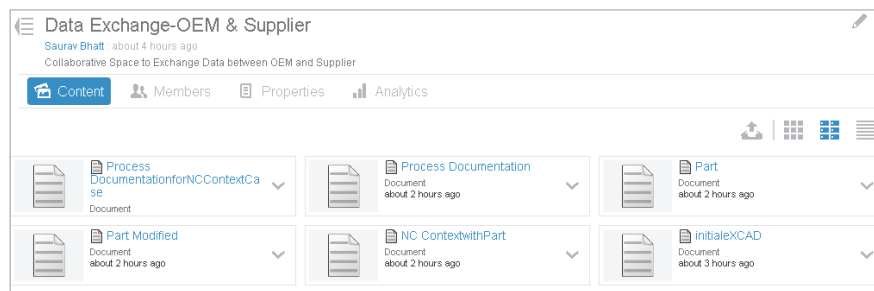 Data Exchange-OEM & Supplier
Saurav Bhatt : about 4 hours ago
Collaborative Space to Exchange Data between OEM and Supplier
Content Members Properties Analytics
Process
DocumentationforNCContextCa
se
Document
Process Documentation
Document
about 2 hours ago
Part
Document
about 2 hours ago
Part Modified
Document
about 2 hours ago
NC ContextwithPart
Document
about 2 hours ago
initialeXCAD
Document
about 3 hours ago